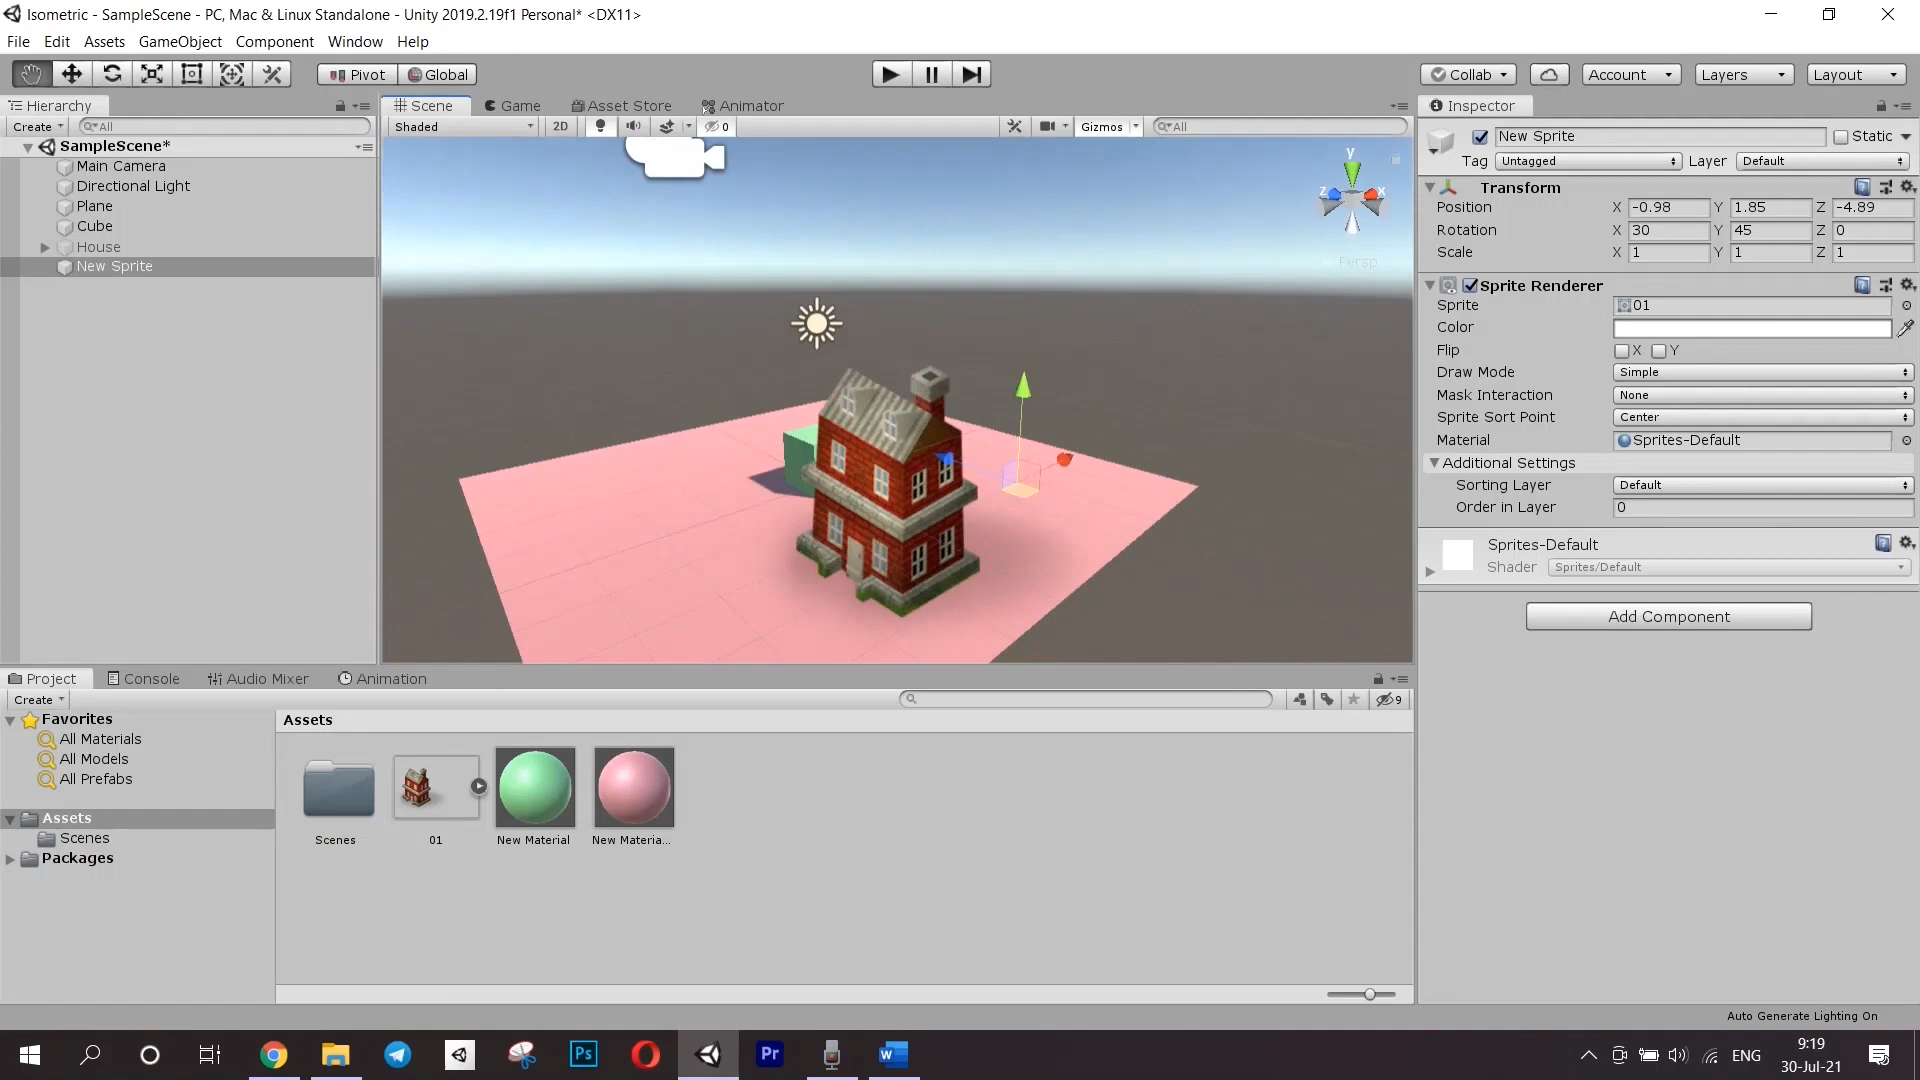 Isometric - SampleScene - PC, Mac & Linux Standalone - Unity 2019.2.19f1 Personal* <DX11>
File Edit Assets GameObject Component Window Help
Pivot Global Collab Account Layers Layout
Hierarchy Scene Game Asset Store Animator Inspector
Create All Shaded 2D 0 Gizmos All New Sprite Static
SampleScene*
Tag Untagged Layer Default
Main Camera
Directional Light
Plane
Cube
House
New Sprite
y
z x
Persp
Transform
Position X -0.98 Y 1.85 Z -4.89
Rotation X 30 Y 45 Z 0
Scale X 1 Y 1 Z 1
Sprite Renderer
Sprite 01
Color
Flip X Y
Draw Mode Simple
Mask Interaction None
Sprite Sort Point Center
Material Sprites-Default
Additional Settings
Sorting Layer Default
Order in Layer 0
Sprites-Default
Shader Sprites/Default
Add Component
Project Console Audio Mixer Animation
Create 9
Favorites
All Materials
All Models
All Prefabs
Assets
Scenes
Packages
Assets
Scenes 01 New Material New Materia...
Auto Generate Lighting On
Ps Pr W ENG 9:19
30-Jul-21